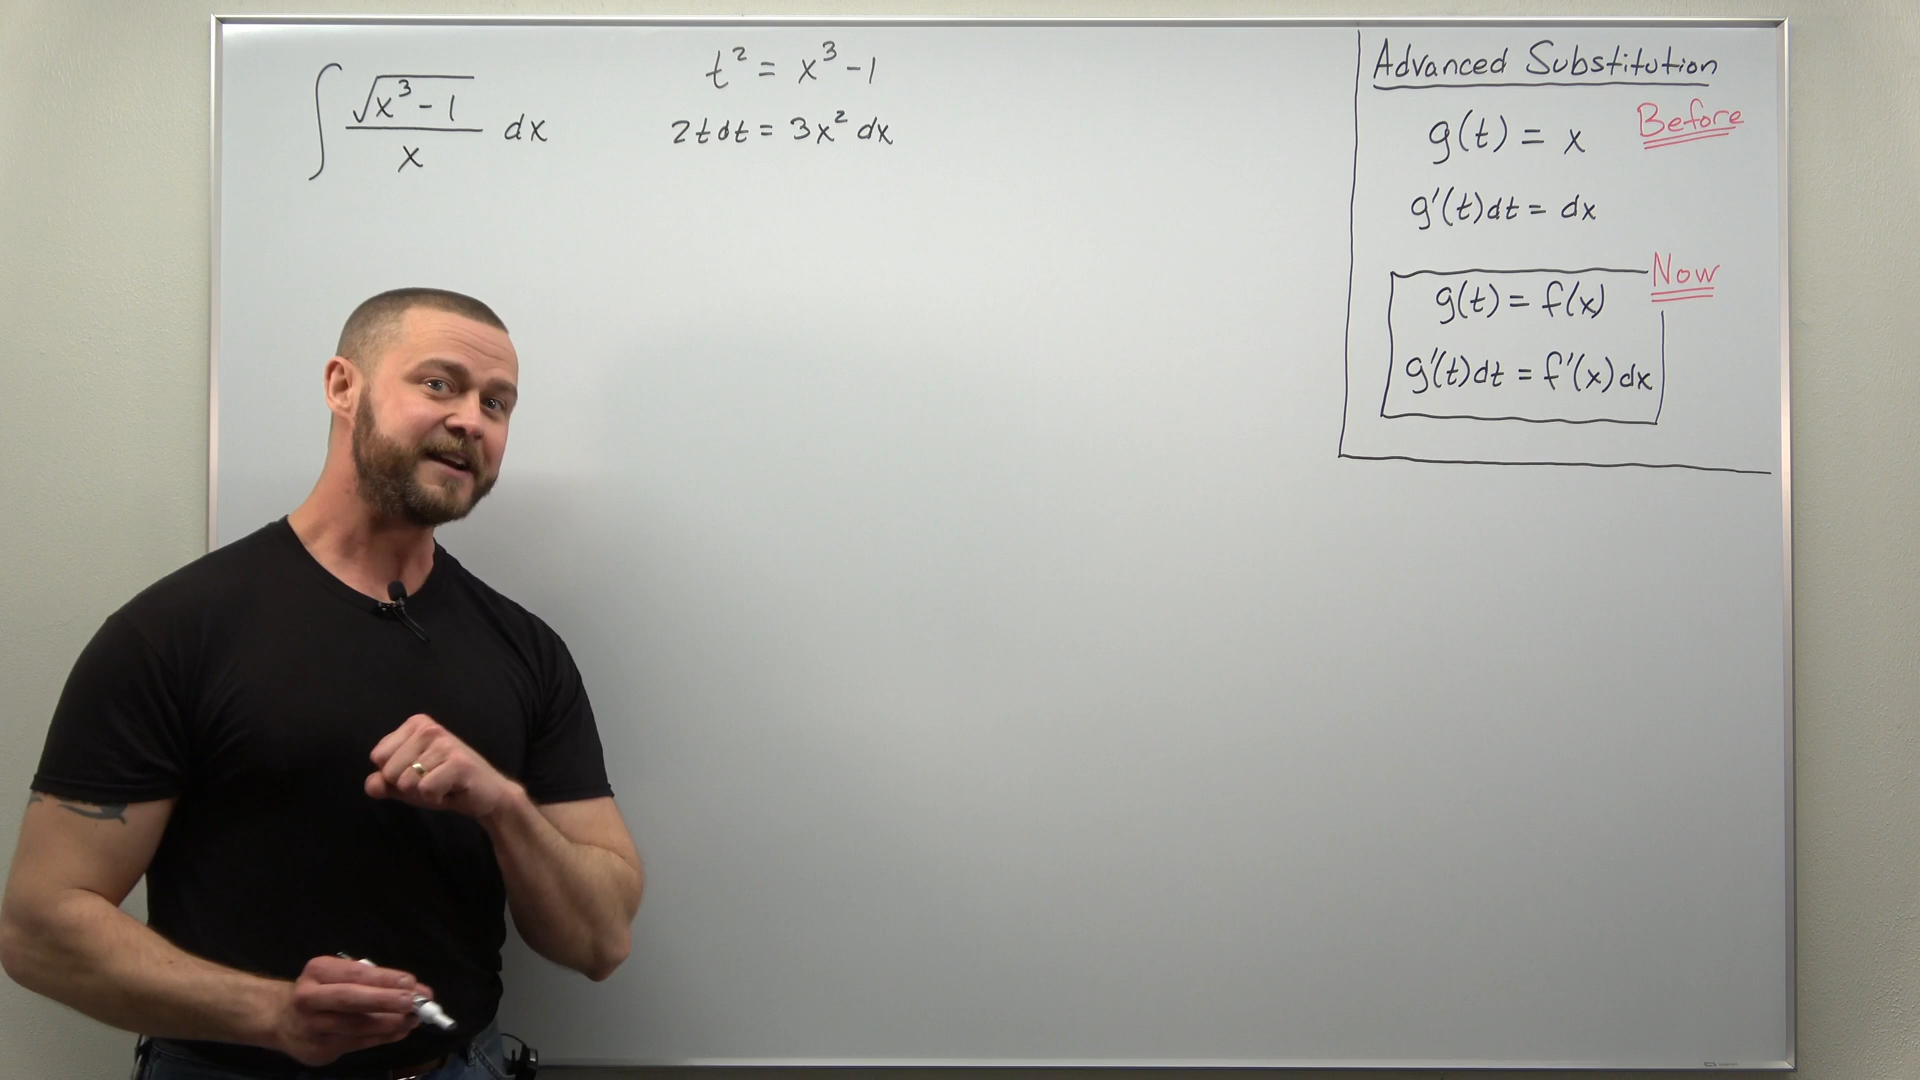 ∫ √(x³ - 1) / x dx
t² = x³ - 1
2t dt = 3x² dx
Advanced Substitution
Before
g(t) = x
g'(t)dt = dx
Now
g(t) = f(x)
g'(t)dt = f'(x)dx